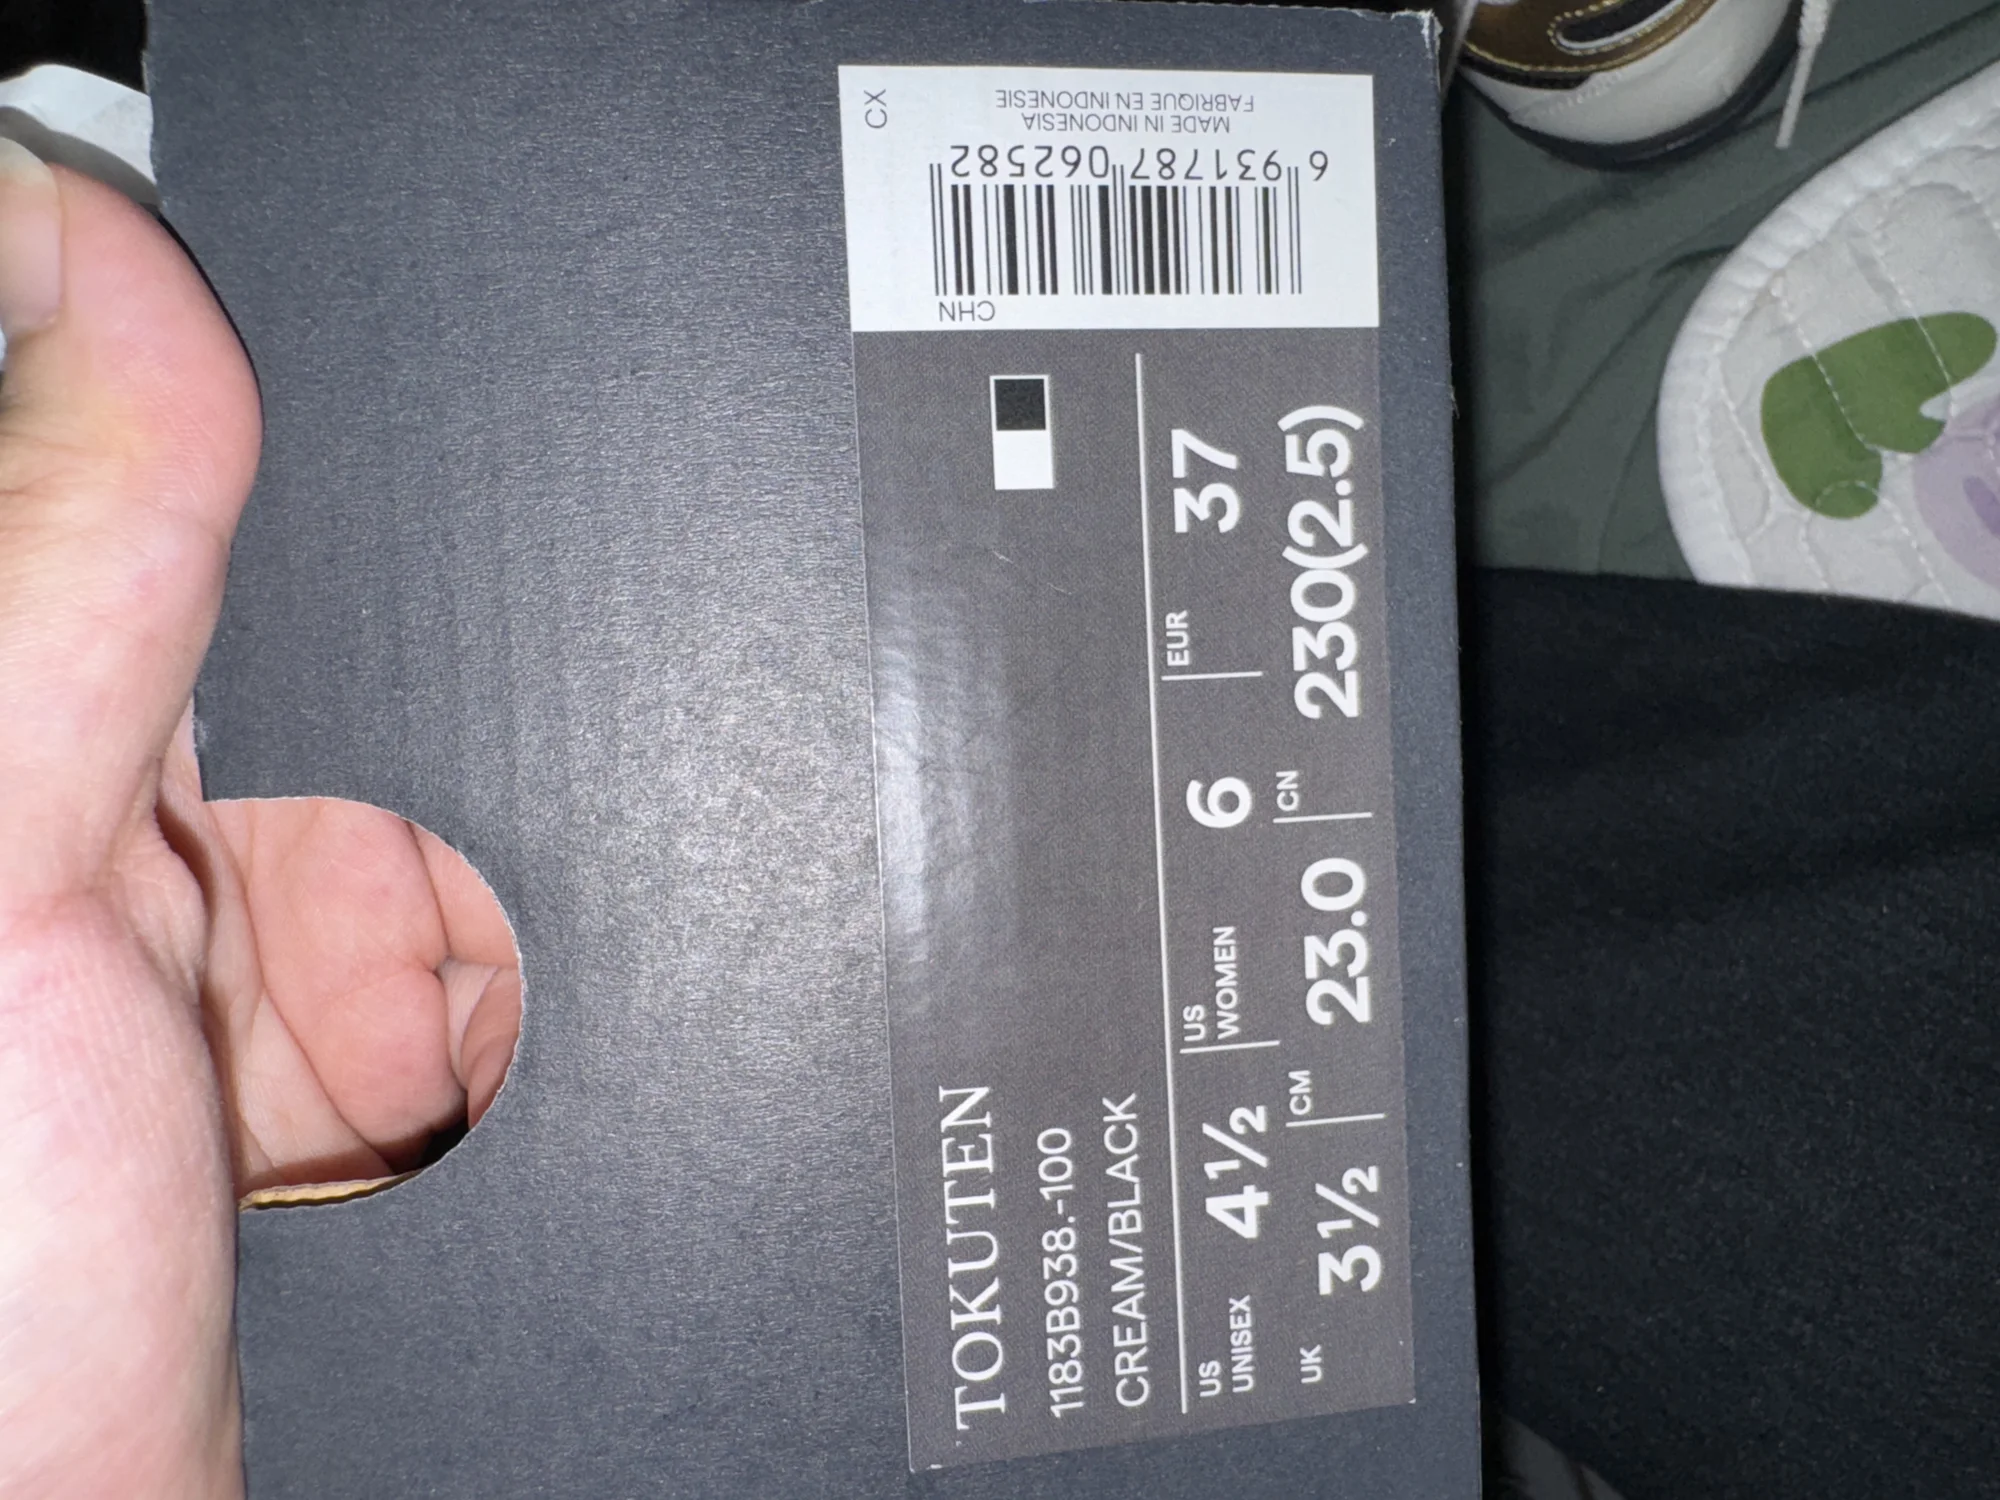 TOKUTEN
1183B938.-100
CREAM/BLACK
US UNISEX 4½
US WOMEN 6
EUR 37
UK 3½
CM 23.0
CN 230(2.5)
CHN
6 931787 062582
MADE IN INDONESIA
FABRIQUE EN INDONESIE
CX